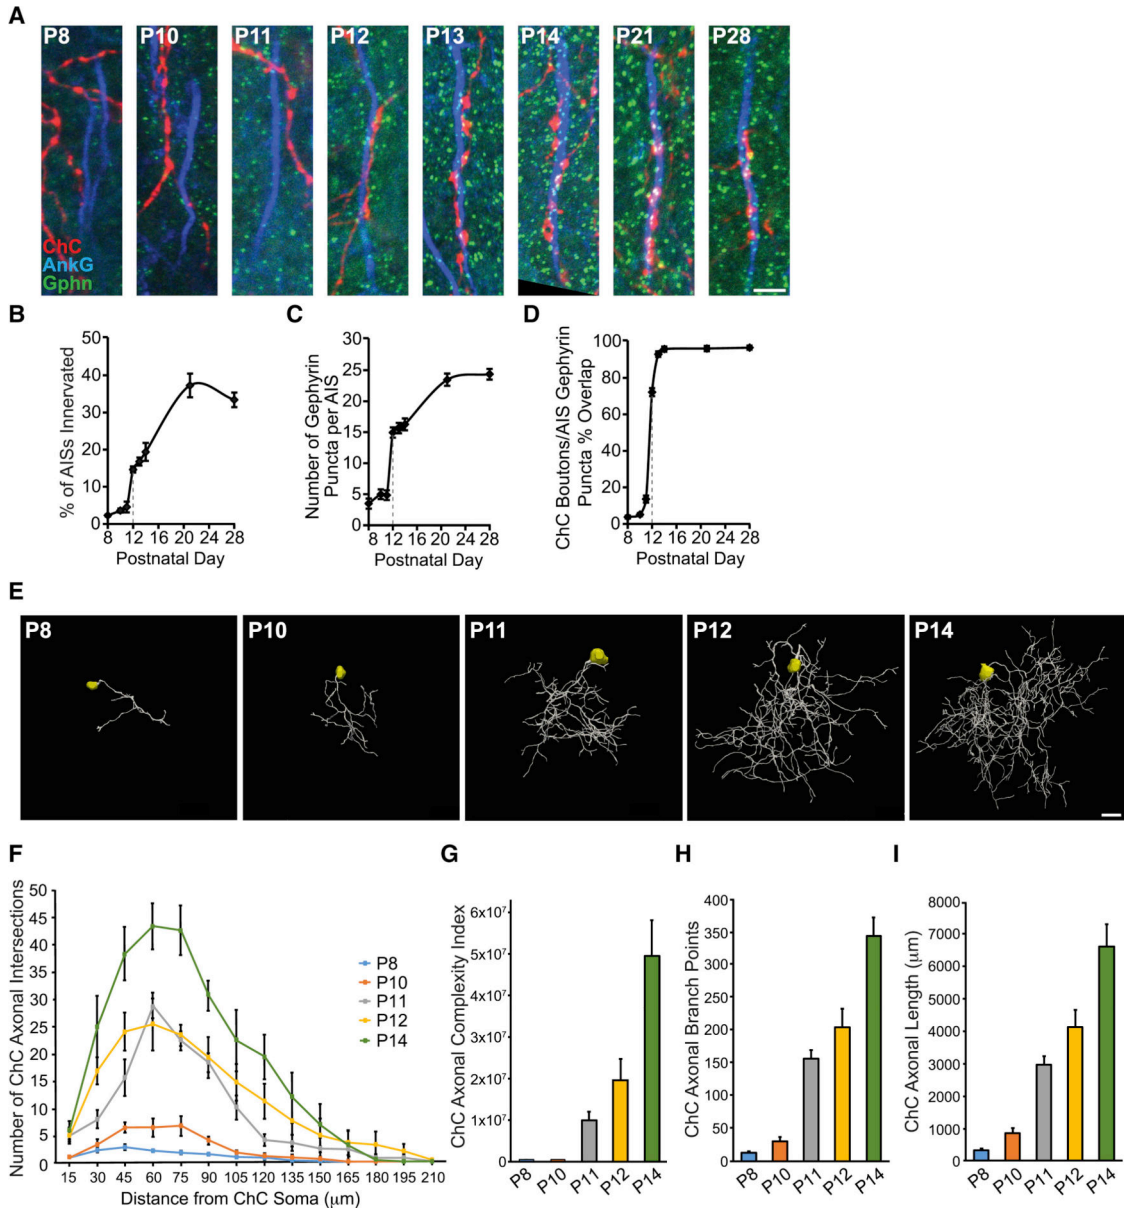 A
P8 P10 P11 P12 P13 P14 P21 P28
ChC
AnkG
Gphn
B
% of AISs Innervated
50
40
30
20
10
0
8 12 16 20 24 28
Postnatal Day
C
Number of Gephyrin
Puncta per AIS
30
25
20
15
10
5
0
8 12 16 20 24 28
Postnatal Day
D
ChC Boutons/AIS Gephyrin
Puncta % Overlap
100
80
60
40
20
0
8 12 16 20 24 28
Postnatal Day
E
P8 P10 P11 P12 P14
F
Number of ChC Axonal Intersections
50
45
40
35
30
25
20
15
10
5
0
15 30 45 60 75 90 105 120 135 150 165 180 195 210
Distance from ChC Soma (μm)
P8
P10
P11
P12
P14
G
ChC Axonal Complexity Index
6x10⁷
5x10⁷
4x10⁷
3x10⁷
2x10⁷
1x10⁷
0
P8 P10 P11 P12 P14
H
ChC Axonal Branch Points
400
350
300
250
200
150
100
50
0
P8 P10 P11 P12 P14
I
ChC Axonal Length (μm)
8000
7000
6000
5000
4000
3000
2000
1000
0
P8 P10 P11 P12 P14